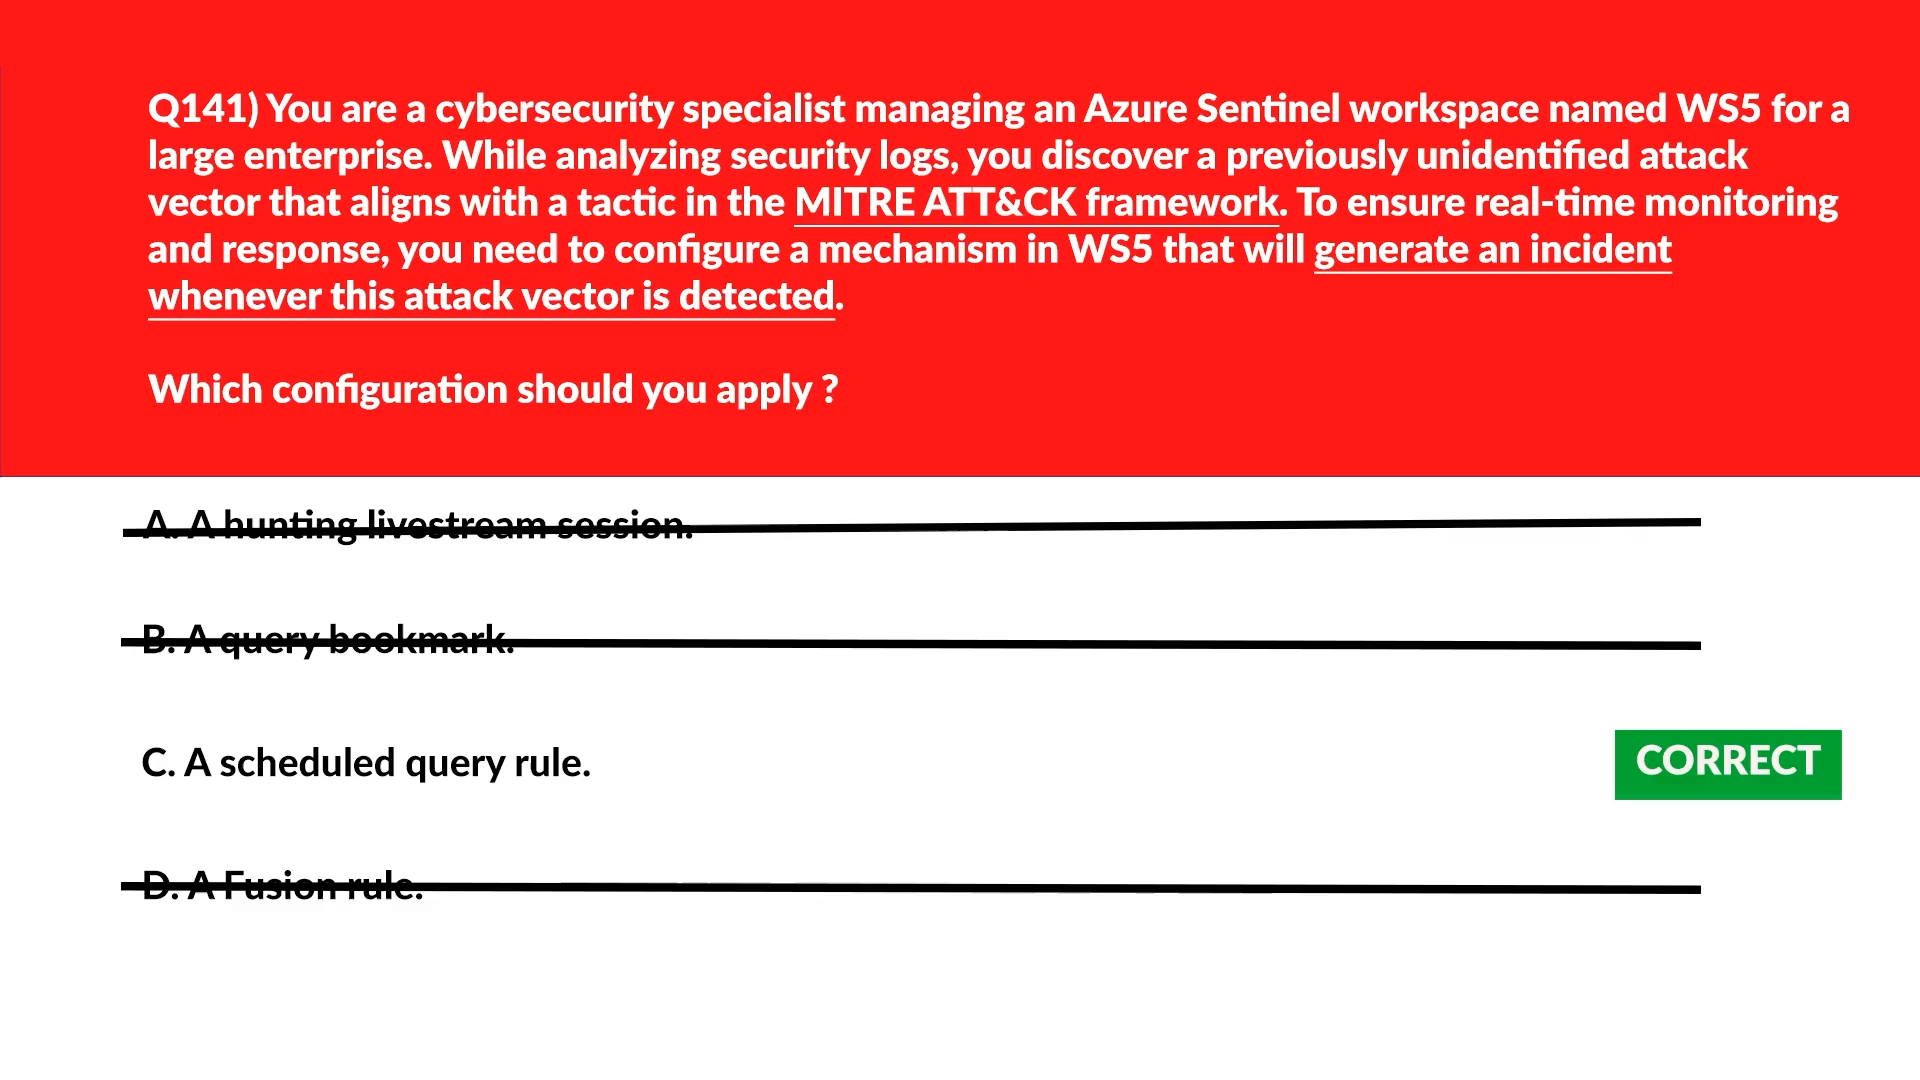 Q141) You are a cybersecurity specialist managing an Azure Sentinel workspace named WS5 for a
large enterprise. While analyzing security logs, you discover a previously unidentified attack
vector that aligns with a tactic in the MITRE ATT&CK framework. To ensure real-time monitoring
and response, you need to configure a mechanism in WS5 that will generate an incident
whenever this attack vector is detected.
Which configuration should you apply ?
A. A hunting livestream session.
B. A query bookmark.
C. A scheduled query rule.
CORRECT
D. A Fusion rule.